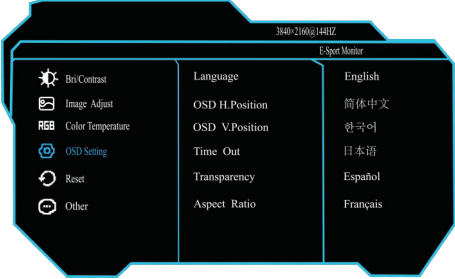 3840×2160@144HZ
E-Sport Monitor
Bri/Contrast
Image Adjust
RGB Color Temperature
OSD Setting
Reset
Other
Language
OSD H.Position
OSD V.Position
Time Out
Transparency
Aspect Ratio
English
简体中文
한국어
日本语
Español
Français